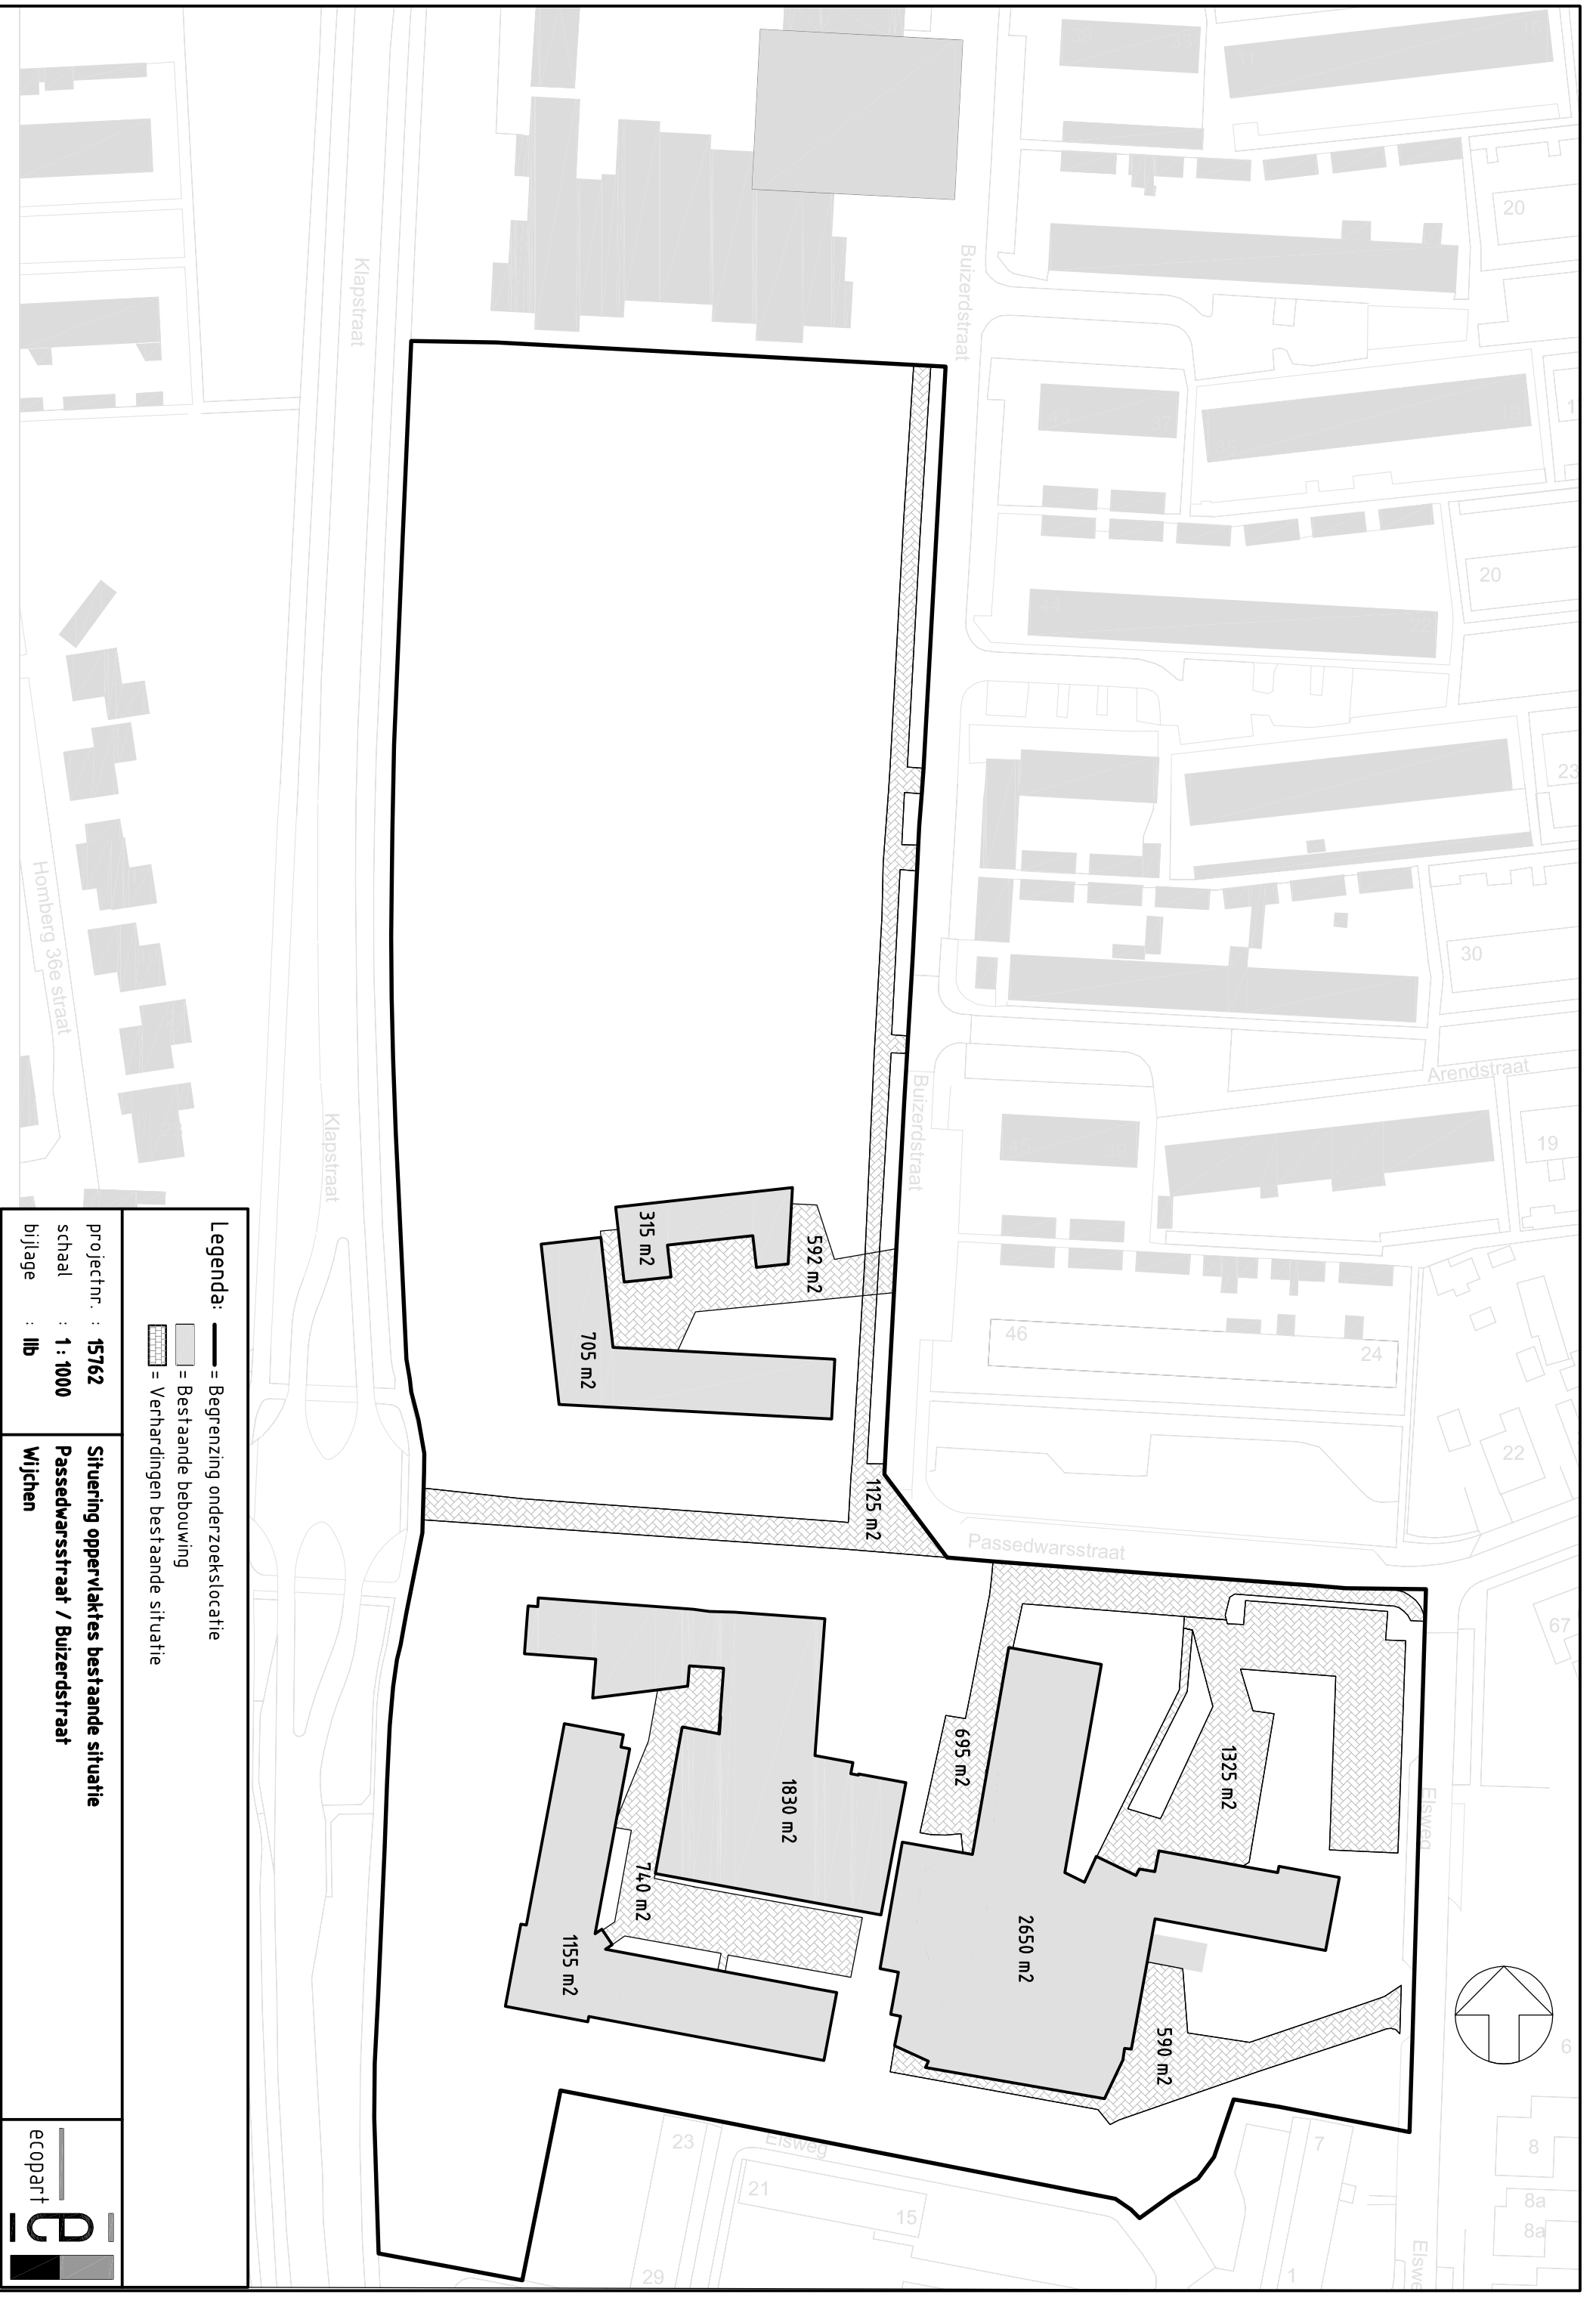 Klapstraat
Klapstraat
Buizerdstraat
Buizerdstraat
Homberg 36e straat
Arendstraat
Passedwarsstraat
Elsweg
Elsweg
Elswe
20
20
23
30
19
1
46
24
22
67
6
7
8
8a
8a
23
21
15
29
1
315 m2
592 m2
705 m2
1125 m2
695 m2
1325 m2
1830 m2
740 m2
1155 m2
2650 m2
590 m2
Legenda:
= Begrenzing onderzoekslocatie
= Bestaande bebouwing
= Verhardingen bestaande situatie
projectnr. : 15762
schaal : 1: 1000
bijlage : IIb
Situering oppervlaktes bestaande situatie
Passedwarsstraat / Buizerdstraat
Wijchen
ecopart